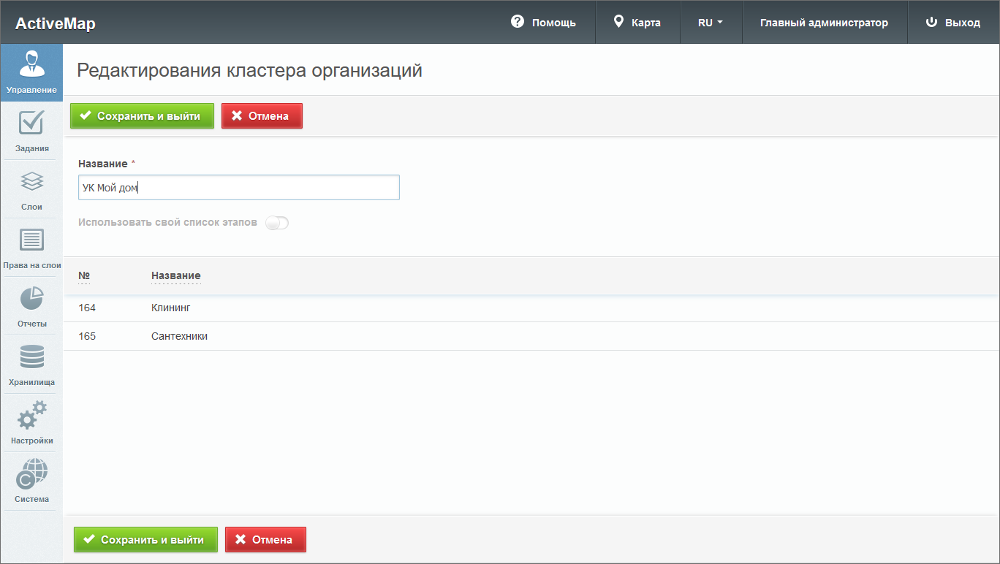 ActiveMap
Помощь
Карта
RU
Главный администратор
Выход
Управление
Задания
Слои
Права на слои
Отчеты
Хранилища
Настройки
Система
Редактирования кластера организаций
Сохранить и выйти
Отмена
Название *
УК Мой дом
Использовать свой список этапов
№ Название
164 Клининг
165 Сантехники
Сохранить и выйти
Отмена